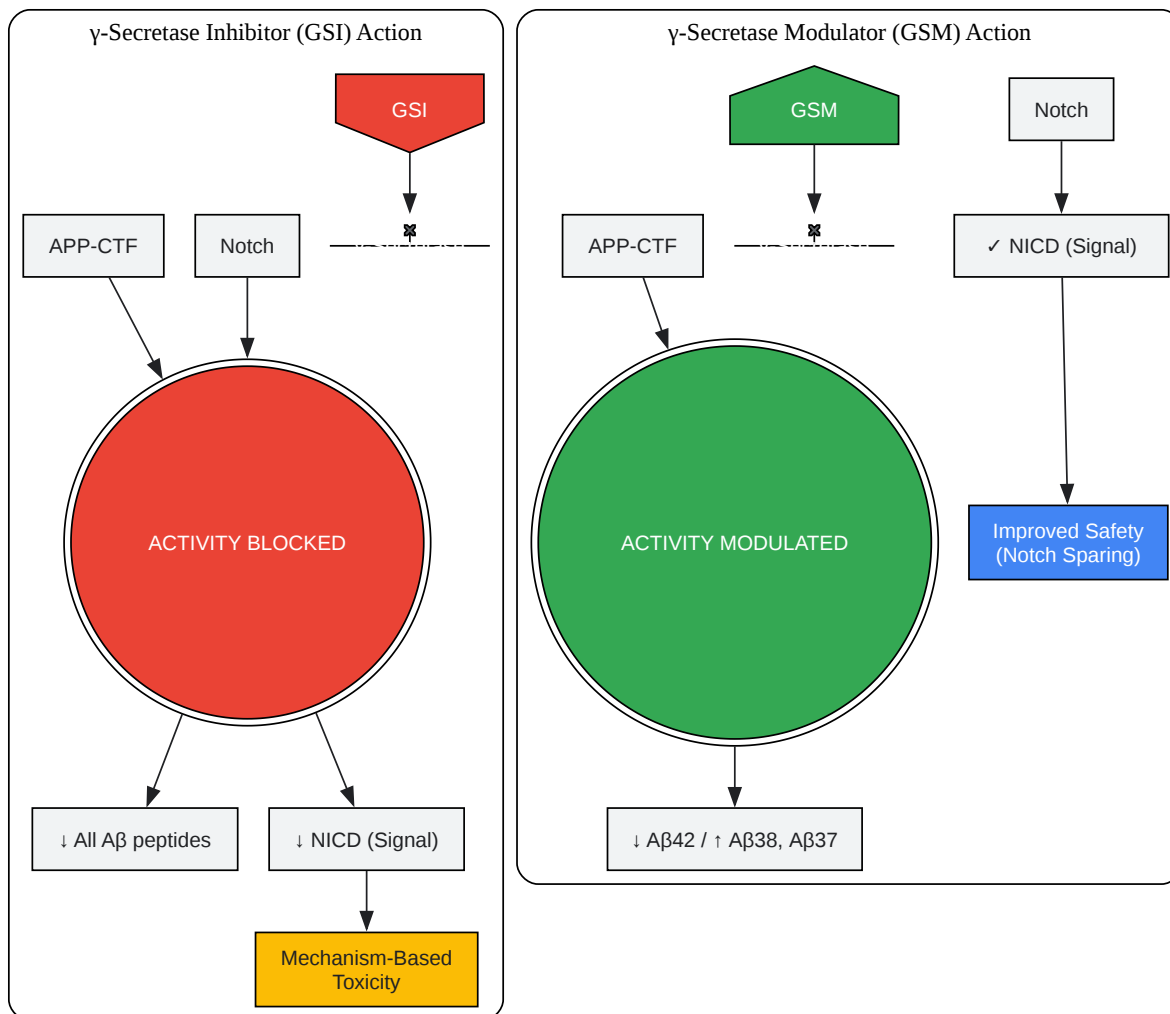 γ-Secretase Inhibitor (GSI) Action
GSI
APP-CTF
Notch
ACTIVITY BLOCKED
↓ All Aβ peptides
↓ NICD (Signal)
Mechanism-Based
Toxicity
γ-Secretase Modulator (GSM) Action
GSM
Notch
APP-CTF
✓ NICD (Signal)
ACTIVITY MODULATED
Improved Safety
(Notch Sparing)
↓ Aβ42 / ↑ Aβ38, Aβ37